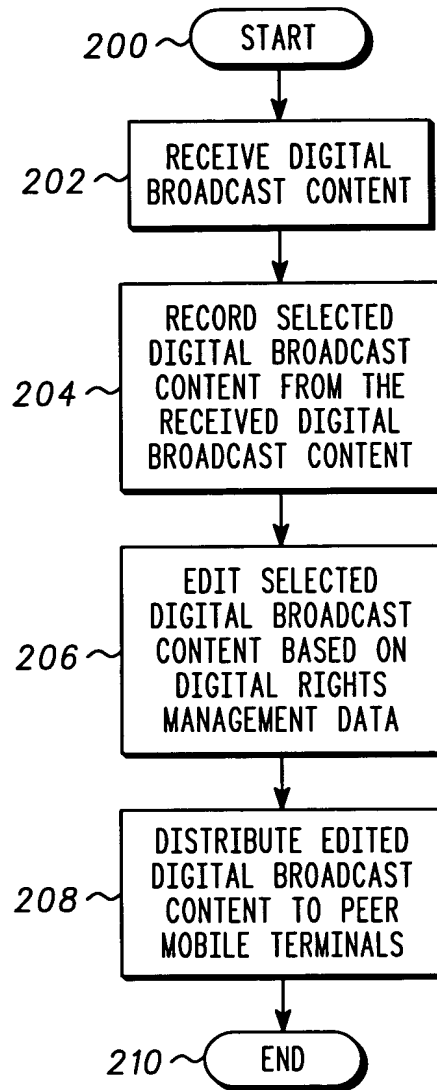 200 START
202 RECEIVE DIGITAL
BROADCAST CONTENT
RECORD SELECTED
DIGITAL BROADCAST
204 CONTENT FROM THE
RECEIVED DIGITAL
BROADCAST CONTENT
EDIT SELECTED
DIGITAL BROADCAST
206 CONTENT BASED ON
DIGITAL RIGHTS
MANAGEMENT DATA
DISTRIBUTE EDITED
DIGITAL BROADCAST
208 CONTENT TO PEER
MOBILE TERMINALS
210 END